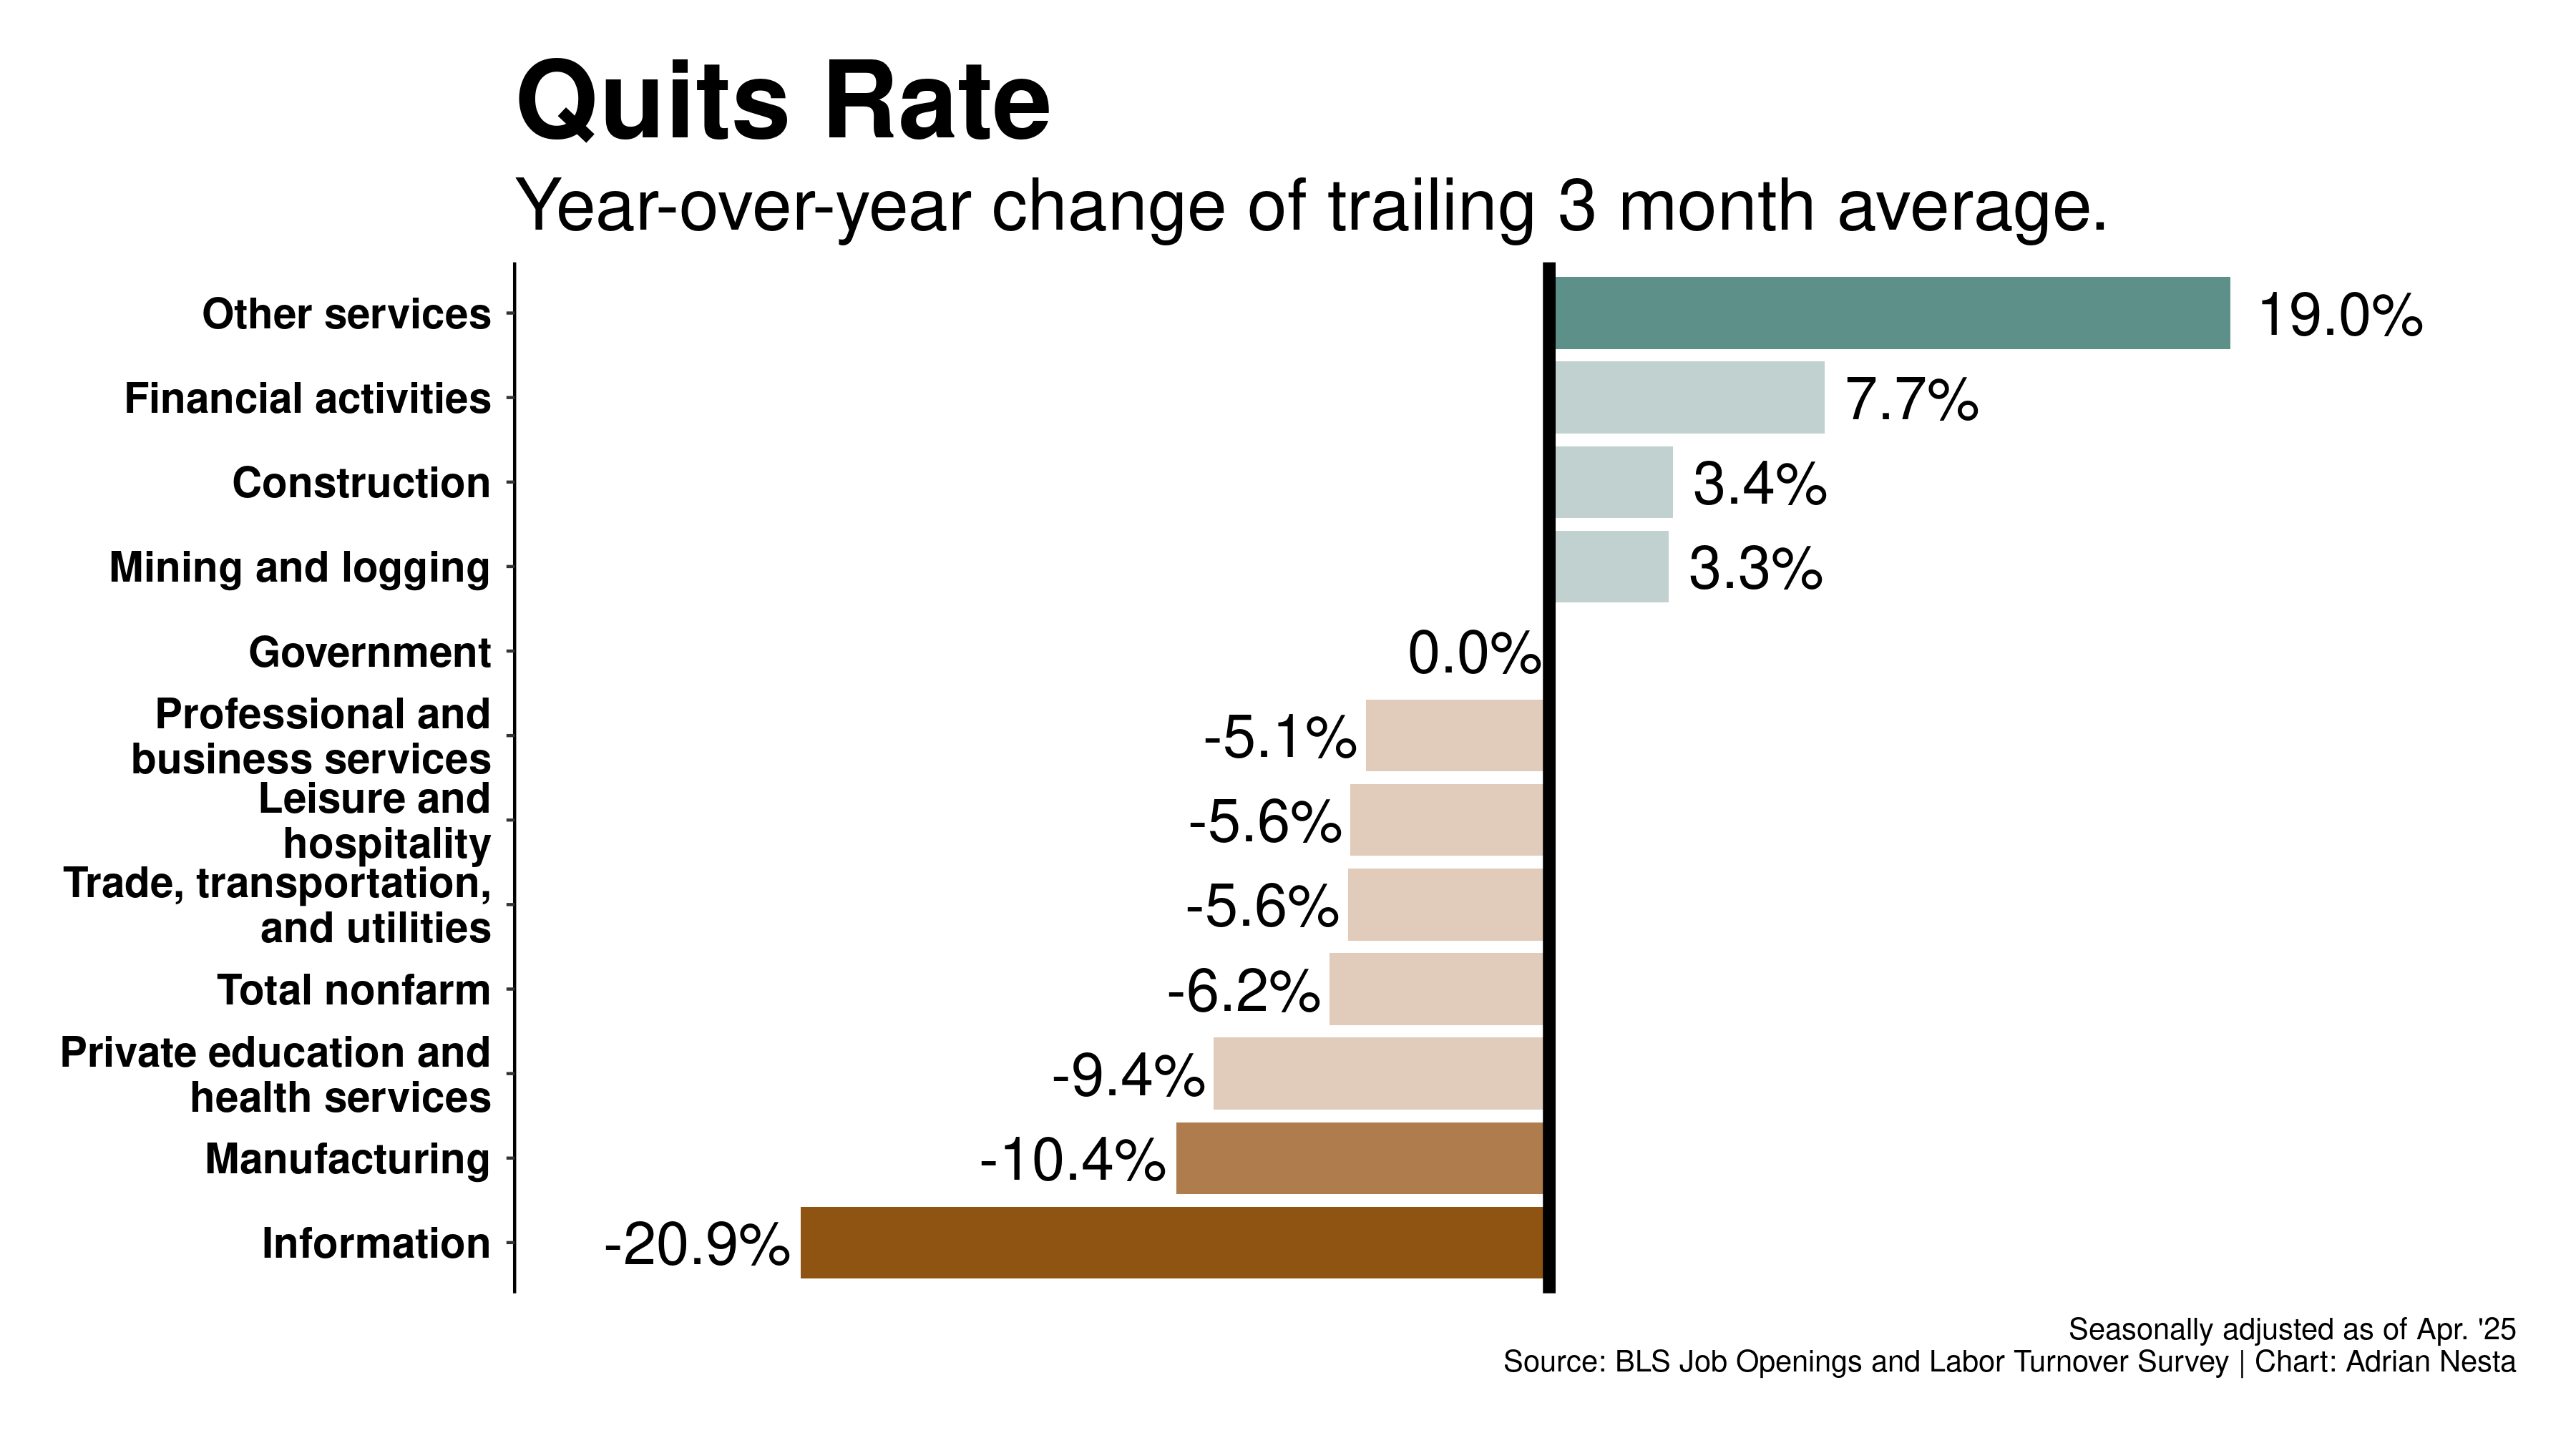 Quits Rate
Year-over-year change of trailing 3 month average.
Other services 19.0%
Financial activities 7.7%
Construction 3.4%
Mining and logging 3.3%
Government 0.0%
Professional and
business services -5.1%
Leisure and
hospitality -5.6%
Trade, transportation,
and utilities -5.6%
Total nonfarm -6.2%
Private education and
health services -9.4%
Manufacturing -10.4%
Information -20.9%
Seasonally adjusted as of Apr. '25
Source: BLS Job Openings and Labor Turnover Survey | Chart: Adrian Nesta